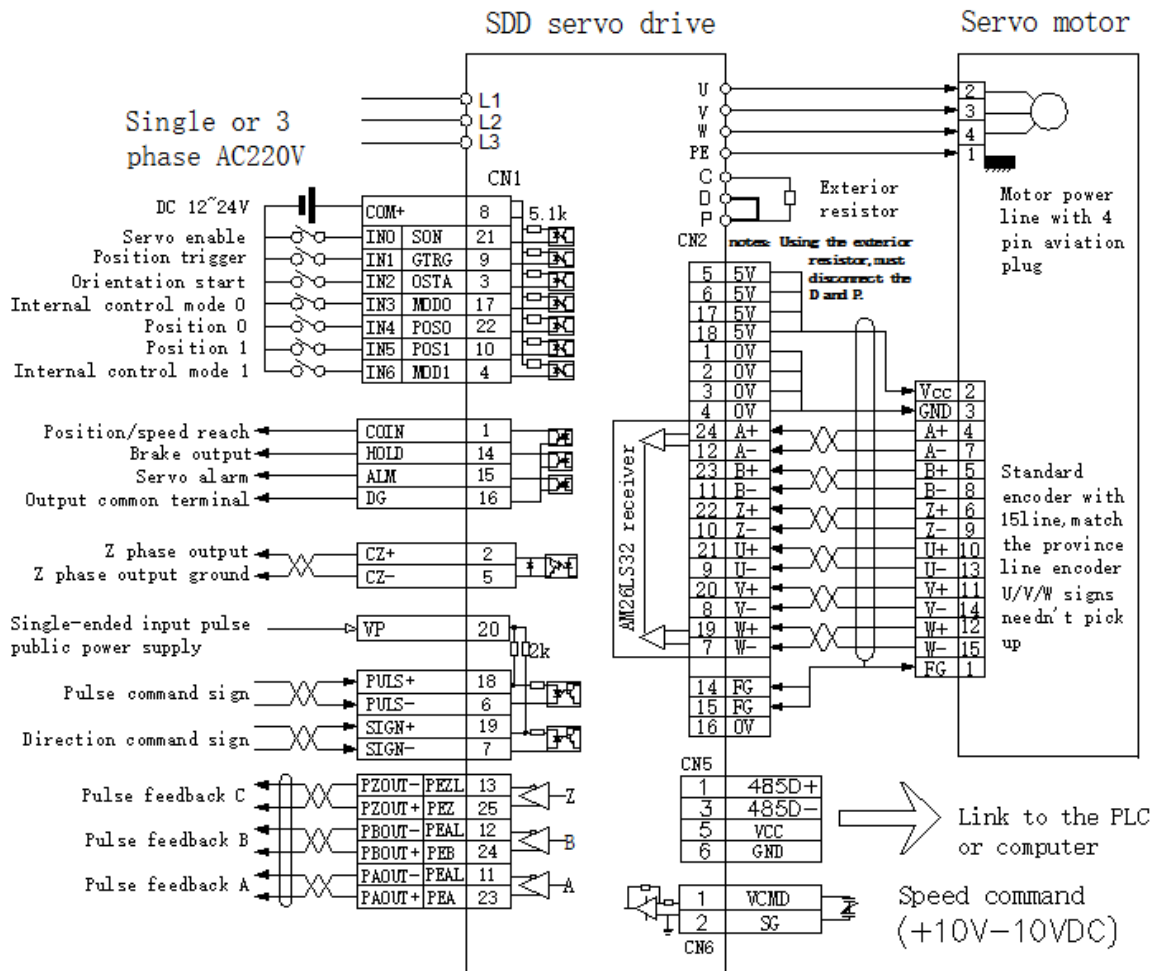 SDD servo drive
Servo motor
L1
L2
L3
Single or 3
phase AC220V
U
V
W
PE
C
D
P
2
3
4
1
Exterior
resistor
Motor power
line with 4
pin aviation
plug
notes: Using the exterior
resistor,must
disconnect the
D and P.
CN1
5.1k
DC 12~24V COM+ 8
Servo enable IN0 SON 21
Position trigger IN1 GTRG 9
Orientation start IN2 OSTA 3
Internal control mode 0 IN3 MOD0 17
Position 0 IN4 POS0 22
Position 1 IN5 POS1 10
Internal control mode 1 IN6 MOD1 4
Position/speed reach COIN 1
Brake output HOLD 14
Servo alarm ALM 15
Output common terminal DG 16
Z phase output CZ+ 2
Z phase output ground CZ- 5
Single-ended input pulse
public power supply
VP 20
2k
Pulse command sign
PULS+ 18
PULS- 6
Direction command sign
SIGN+ 19
SIGN- 7
Pulse feedback C
PZOUT- PEZL 13
PZOUT+ PEZ 25
Z
Pulse feedback B
PBOUT- PEAL 12
PBOUT+ PEB 24
B
Pulse feedback A
PAOUT- PEAL 11
PAOUT+ PEA 23
A
CN2
5 5V
6 5V
17 5V
18 5V
1 0V
2 0V
3 0V
4 0V
24 A+
12 A-
23 B+
11 B-
22 Z+
10 Z-
21 U+
9 U-
20 V+
8 V-
19 W+
7 W-
14 FG
15 FG
16 0V
AM26LS32 receiver
Vcc 2
GND 3
A+ 4
A- 7
B+ 5
B- 8
Z+ 6
Z- 9
U+ 10
U- 13
V+ 11
V- 14
W+ 12
W- 15
FG 1
Standard
encoder with
15line,match
the province
line encoder
U/V/W signs
needn't pick
up
CN5
1 485D+
3 485D-
5 VCC
6 GND
Link to the PLC
or computer
1 VCMD
2 SG
CN6
Speed command
(+10V-10VDC)